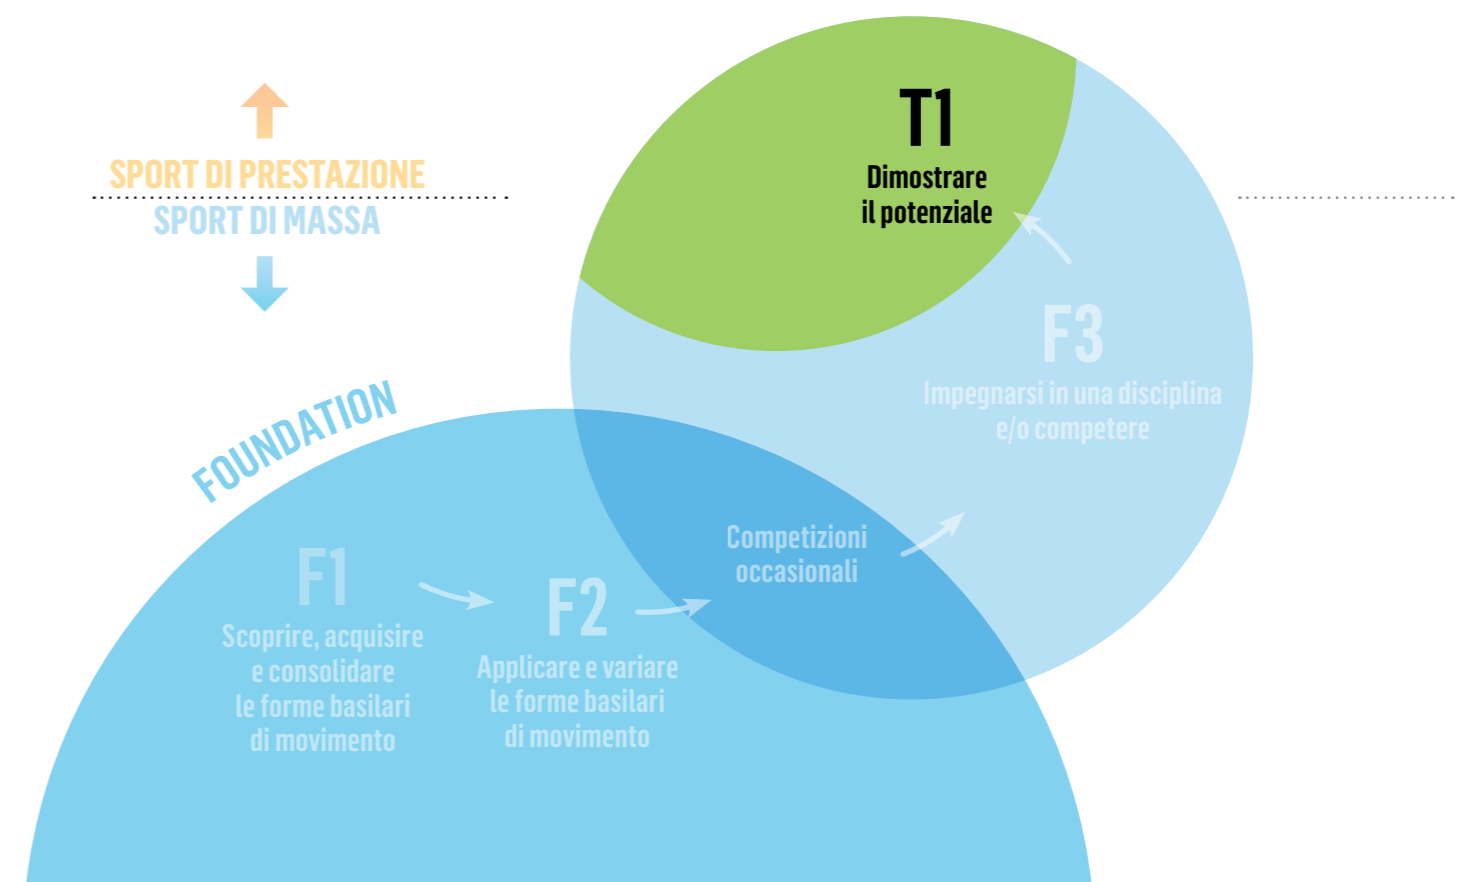 SPORT DI PRESTAZIONE
SPORT DI MASSA
T1
Dimostrare
il potenziale
F3
Impegnarsi in una disciplina
e/o competere
FOUNDATION
F1
Scoprire, acquisire
e consolidare
le forme basilari
di movimento
F2
Applicare e variare
le forme basilari
di movimento
Competizioni
occasionali